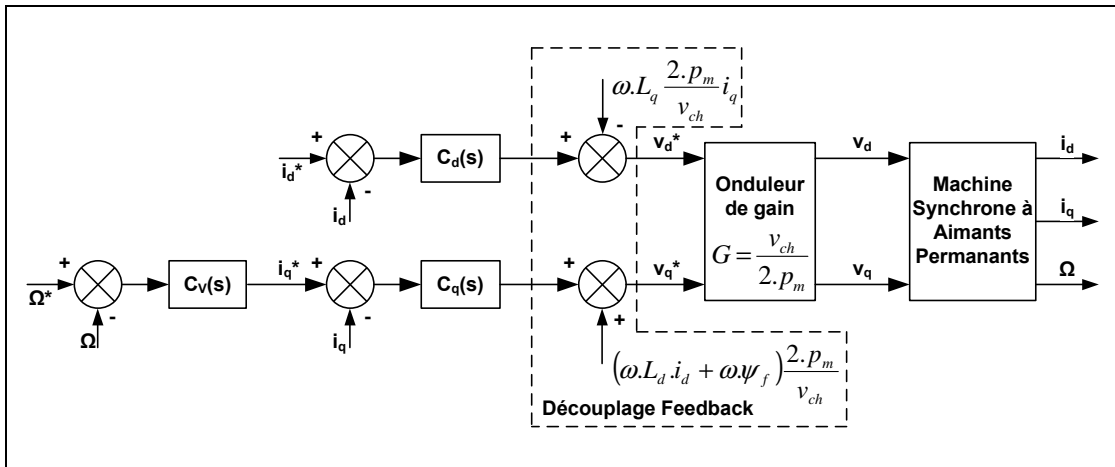 ω.L_q 2.p_m / v_ch i_q
+
-
i_d*
-
i_d
C_d(s)
+
v_d*
Onduleur
de gain
G = v_ch / 2.p_m
v_d
v_q
Machine
Synchrone à
Aimants
Permanants
i_d
i_q
Ω
+
Ω*
-
Ω
C_V(s)
i_q*
+
-
i_q
C_q(s)
+
+
v_q*
(ω.L_d.i_d + ω.ψ_f) 2.p_m / v_ch
Découplage Feedback